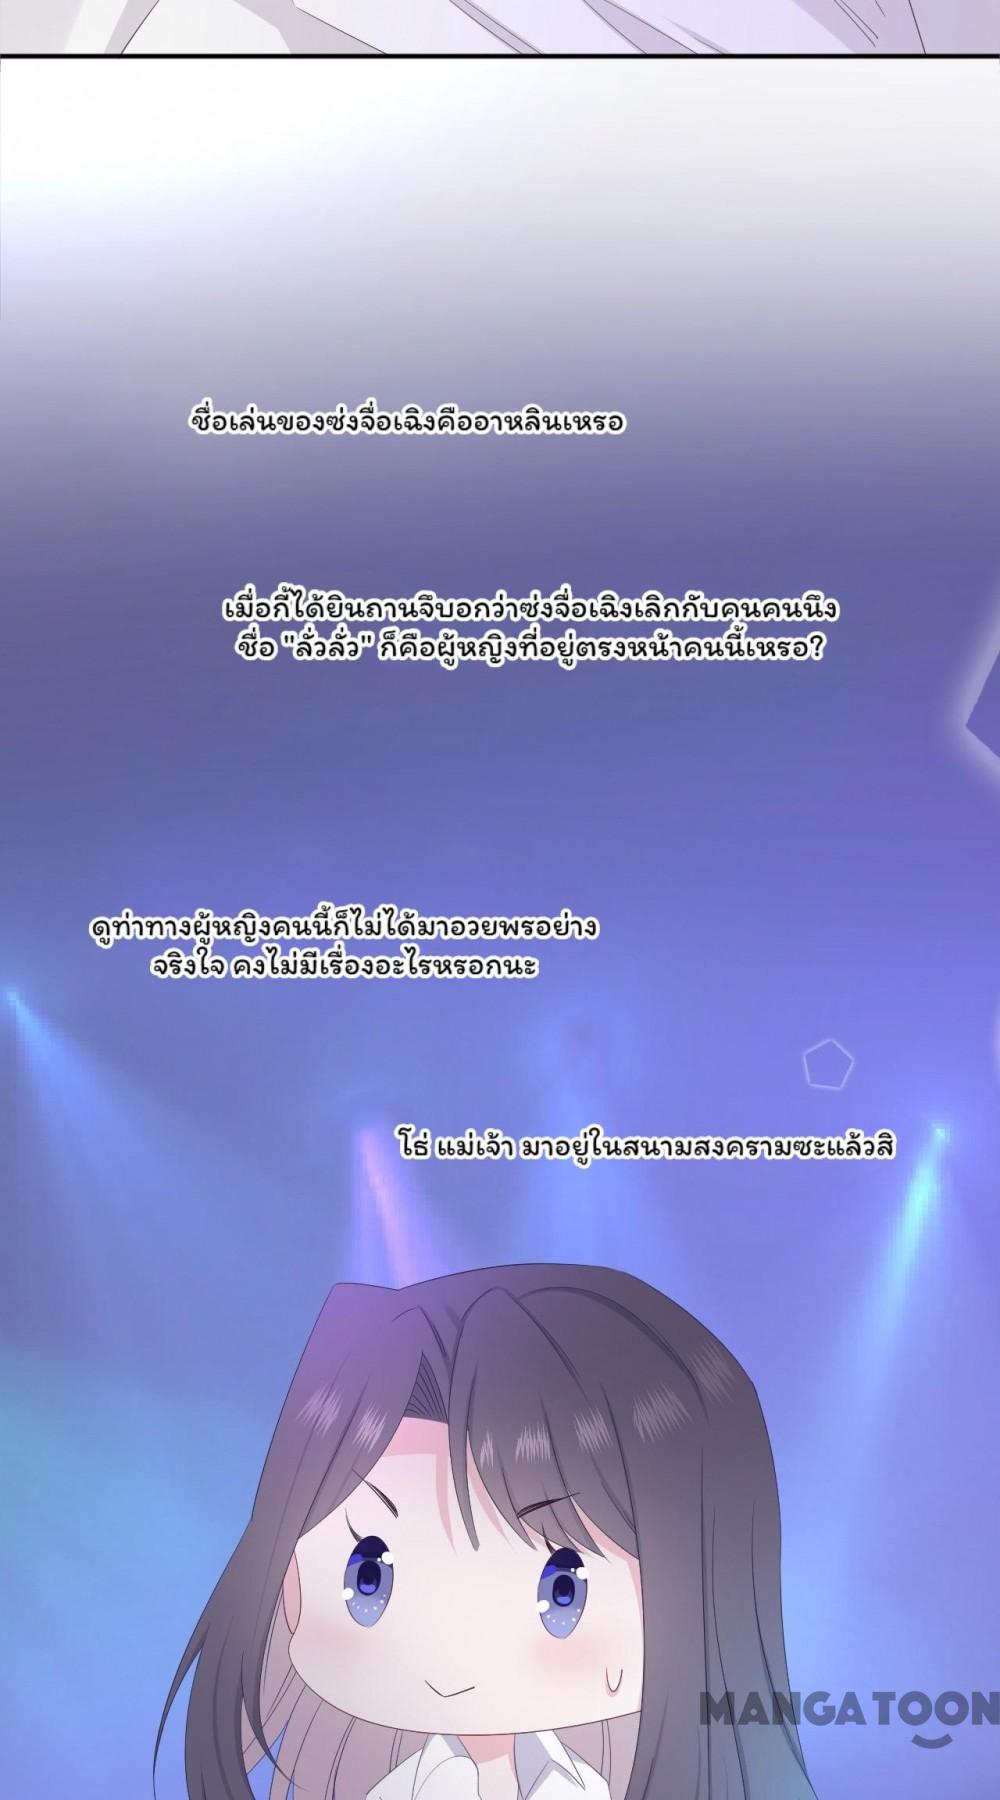 ชื่อเล่นของซ่งจื่อเฉิงคืออาหลินเหรอ
เมื่อกี้ได้ยินถานจึบอกว่าซ่งจื่อเฉิงเลิกกับคนคนนึง
ชื่อ "ลั่วลั่ว" ก็คือผู้หญิงที่อยู่ตรงหน้าคนนี้เหรอ?
ดูท่าทางผู้หญิงคนนี้ก็ไม่ได้มาอวยพรอย่าง
จริงใจ คงไม่มีเรื่องอะไรหรอกนะ
โธ่ แม่เจ้า มาอยู่ในสนามสงครามซะแล้วสิ
MANGATOON